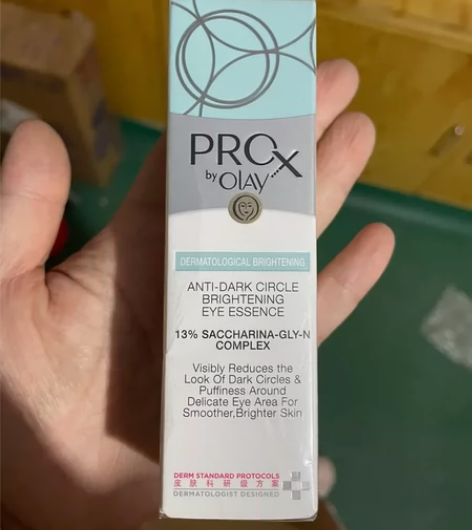 PROX
by OLAY
DERMATOLOGICAL BRIGHTENING
ANTI-DARK CIRCLE
BRIGHTENING
EYE ESSENCE
13% SACCHARINA-GLY-N
COMPLEX
Visibly Reduces the
Look Of Dark Circles &
Puffiness Around
Delicate Eye Area For
Smoother,Brighter Skin
DERM STANDARD PROTOCOLS
皮肤科研级方案
DERMATOLOGIST DESIGNED